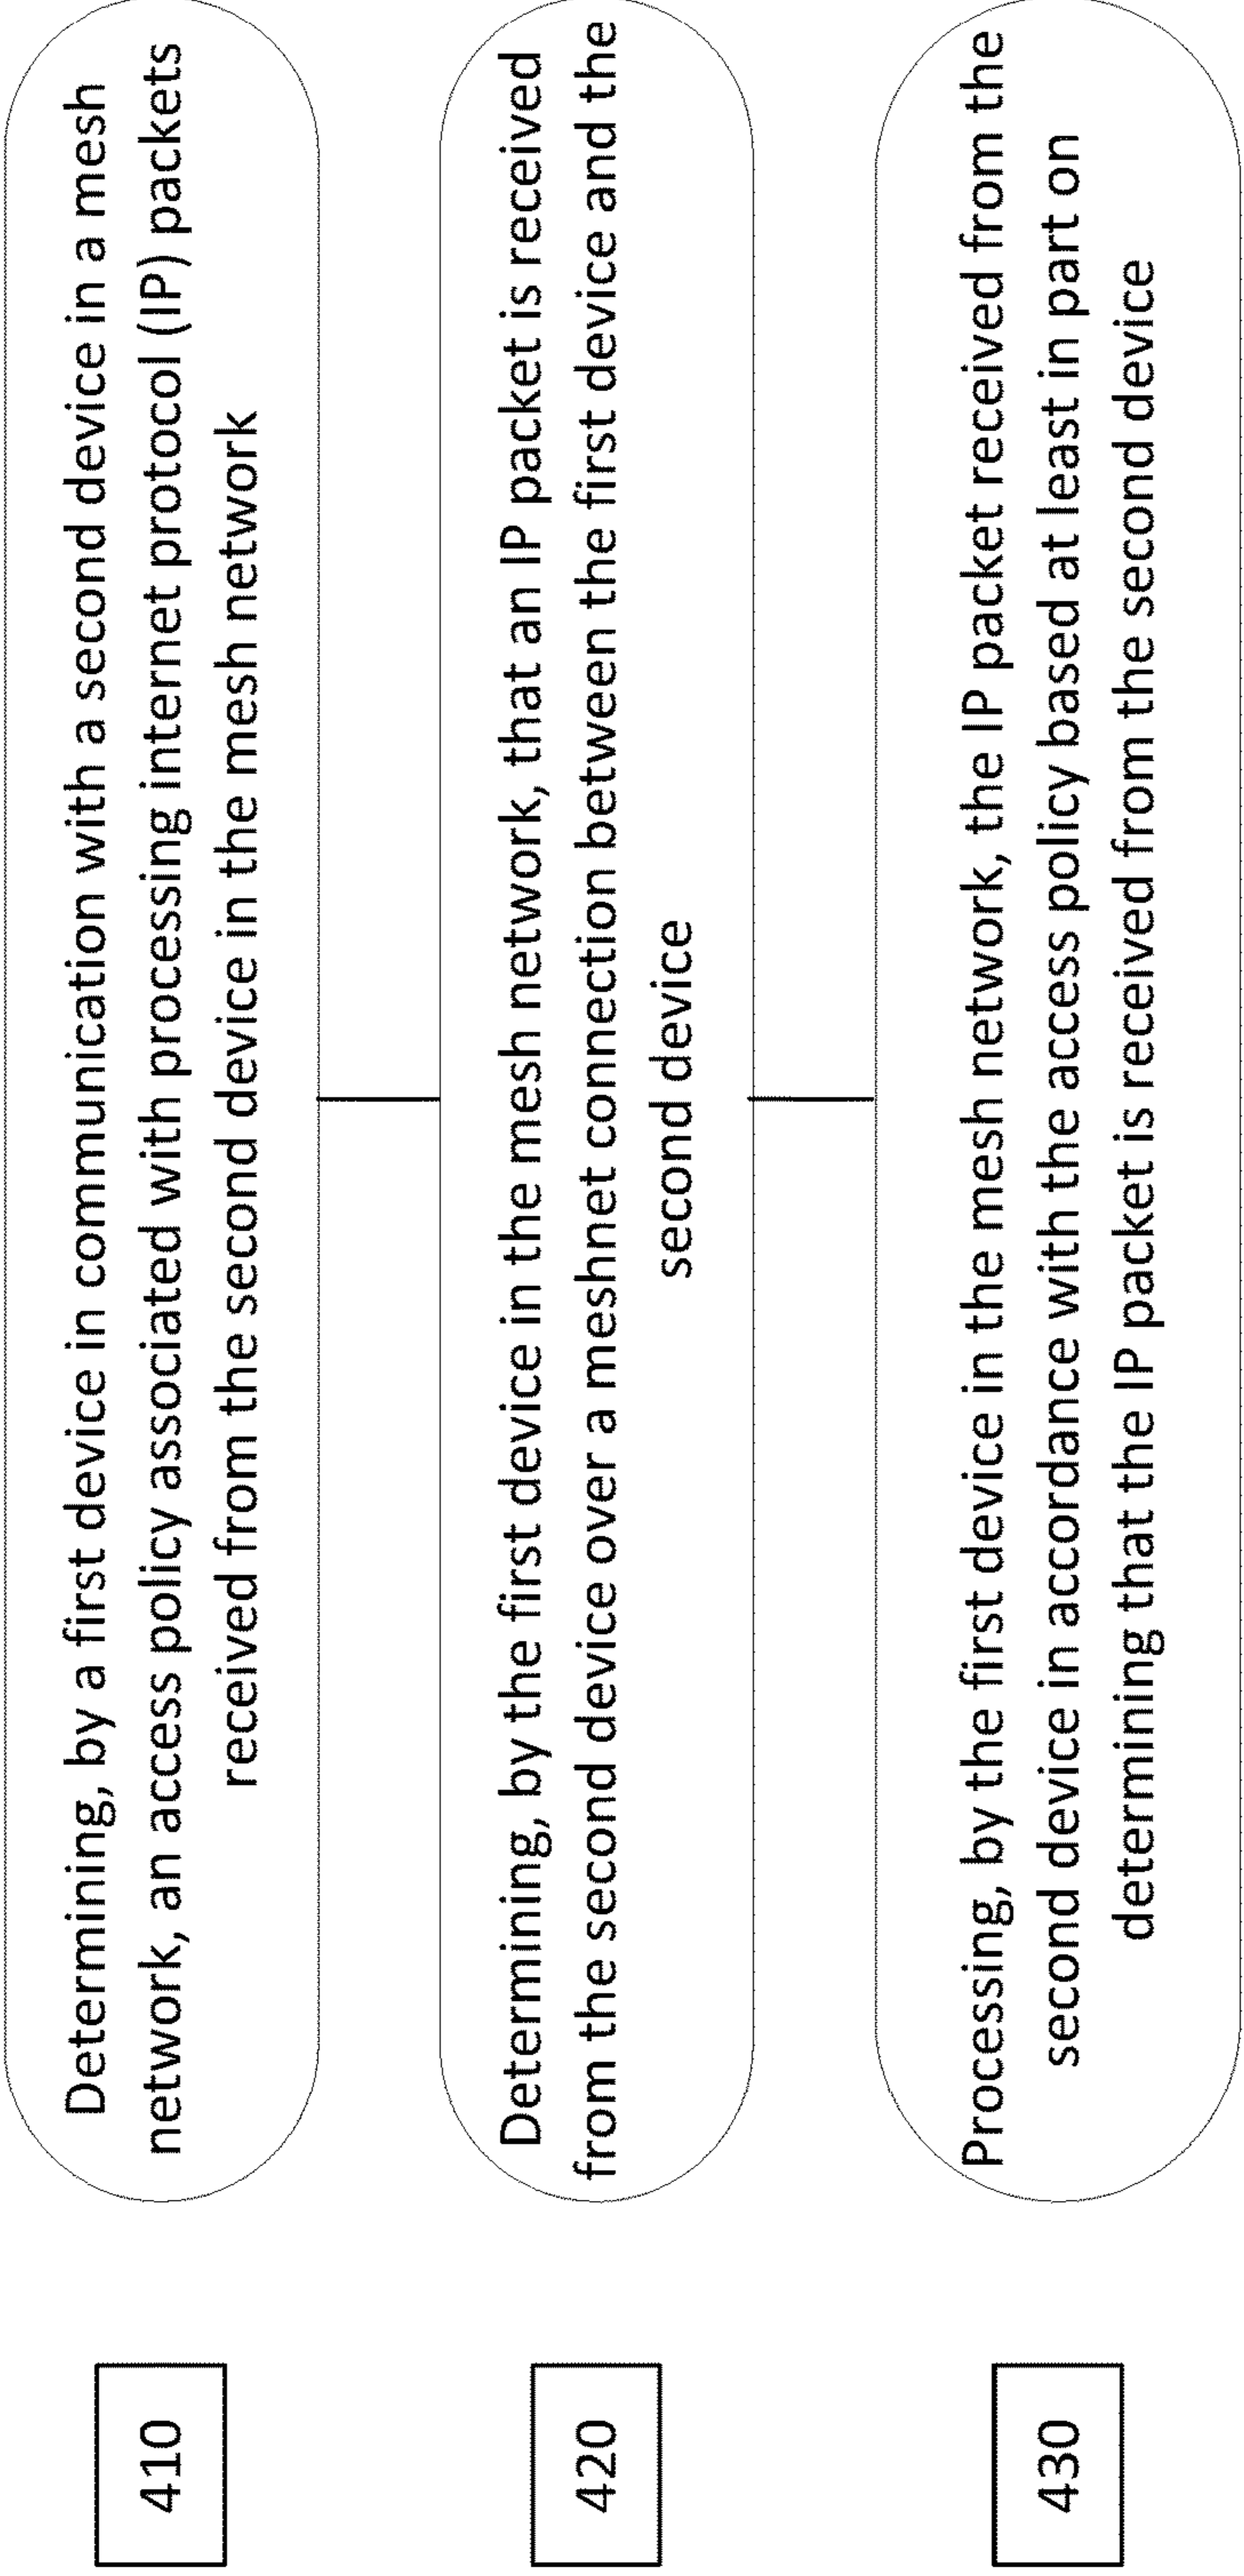 410
Determining, by a first device in communication with a second device in a mesh
network, an access policy associated with processing internet protocol (IP) packets
received from the second device in the mesh network
420
Determining, by the first device in the mesh network, that an IP packet is received
from the second device over a meshnet connection between the first device and the
second device
430
Processing, by the first device in the mesh network, the IP packet received from the
second device in accordance with the access policy based at least in part on
determining that the IP packet is received from the second device